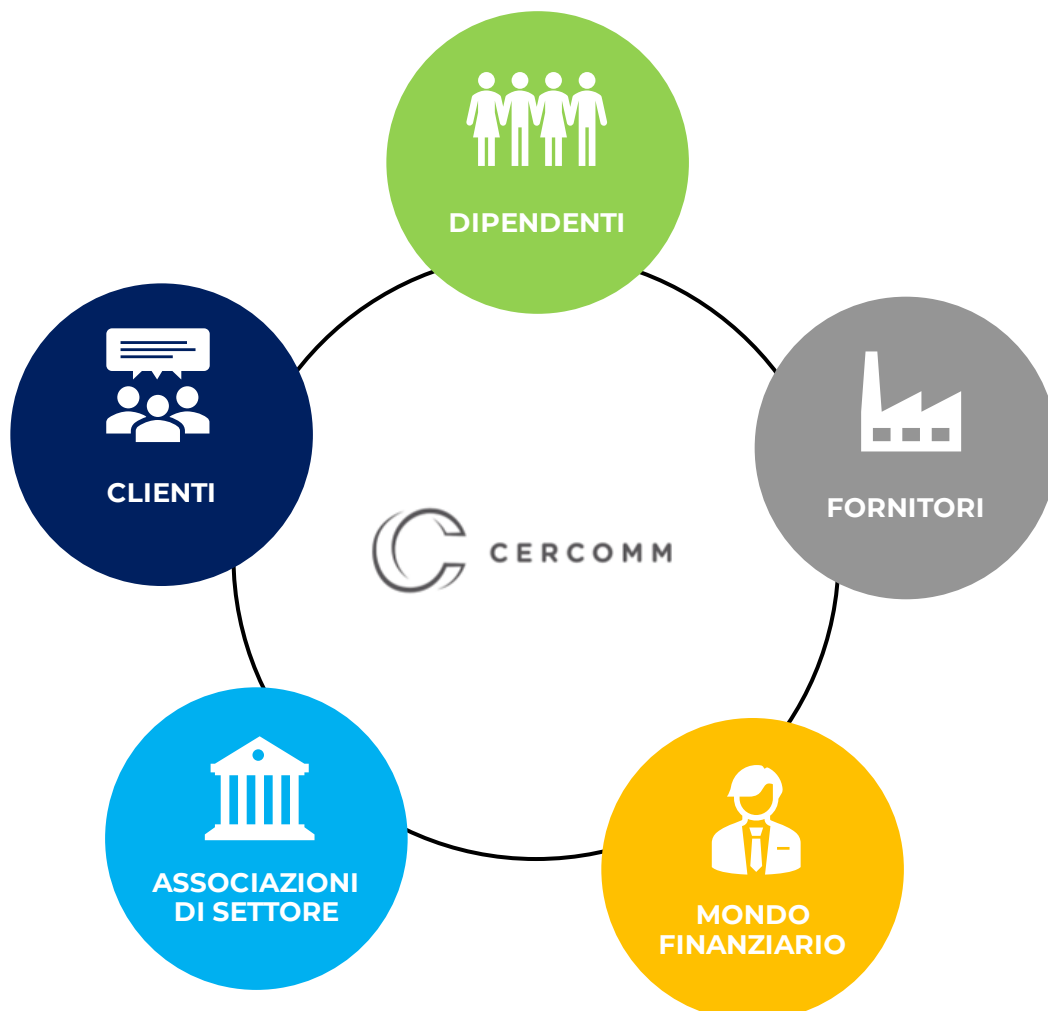 DIPENDENTI
CLIENTI
FORNITORI
CERCOMM
ASSOCIAZIONI
DI SETTORE
MONDO
FINANZIARIO